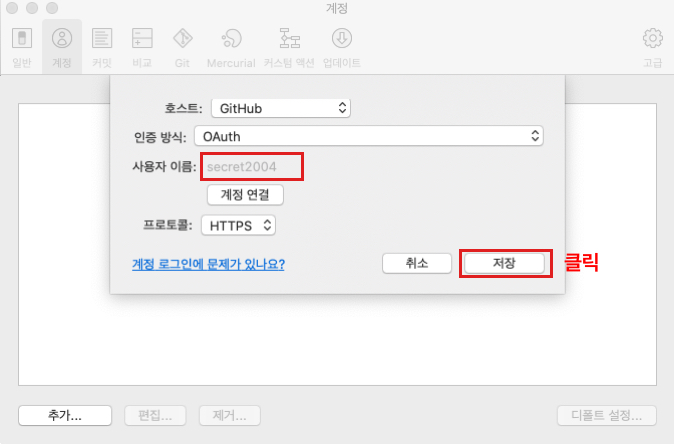 계정
일반 계정 커밋 비교 Git Mercurial 커스텀 액션 업데이트 고급
호스트: GitHub
인증 방식: OAuth
사용자 이름: secret2004
계정 연결
프로토콜: HTTPS
계정 로그인에 문제가 있나요? 취소 저장 클릭
추가... 편집... 제거... 디폴트 설정...